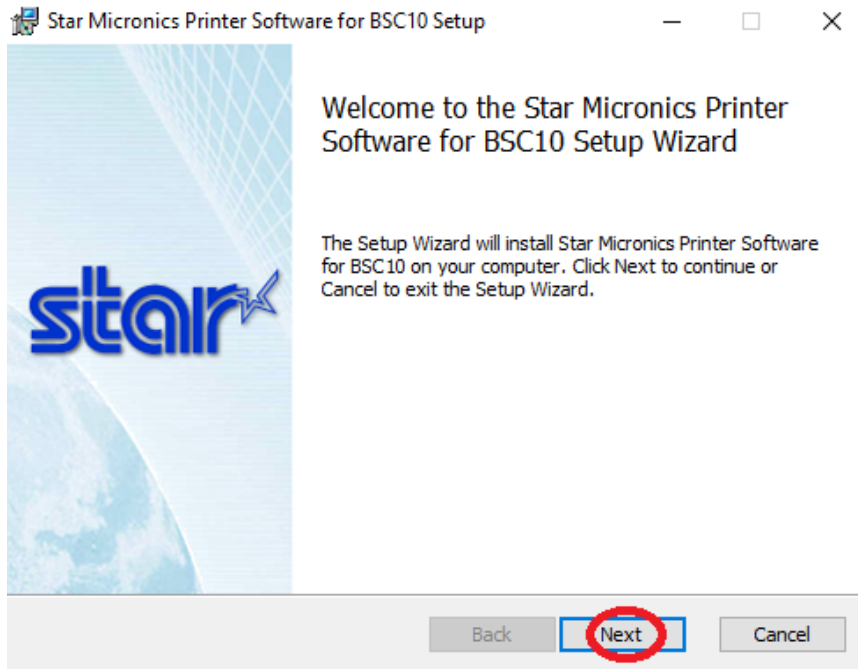 Star Micronics Printer Software for BSC10 Setup
Welcome to the Star Micronics Printer
Software for BSC10 Setup Wizard
The Setup Wizard will install Star Micronics Printer Software
for BSC10 on your computer. Click Next to continue or
Cancel to exit the Setup Wizard.
star
Back Next Cancel